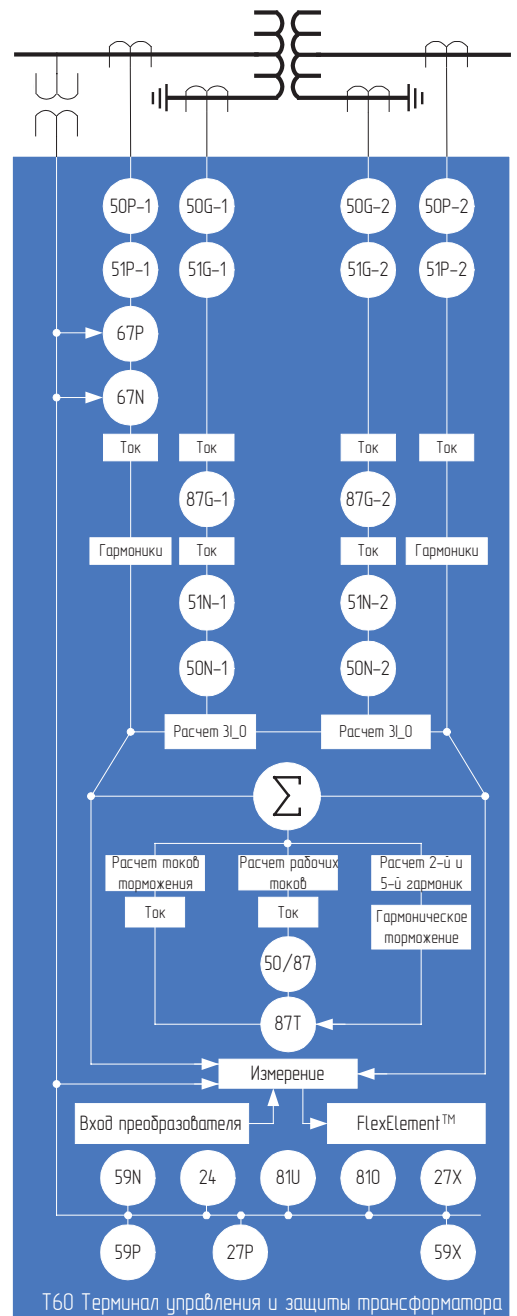 50P-1
50G-1
50G-2
50P-2
51P-1
51G-1
51G-2
51P-2
67P
67N
Ток
Ток
Ток
Ток
87G-1
87G-2
Гармоники
Ток
Ток
Гармоники
51N-1
51N-2
50N-1
50N-2
Расчет 3I_0
Расчет 3I_0
Σ
Расчет токов
торможения
Расчет рабочих
токов
Расчет 2-й и
5-й гармоник
Ток
Ток
Гармоническое
торможение
50/87
87T
Измерение
Вход преобразователя
FlexElement™
59N
24
81U
81O
27X
59P
27P
59X
T60 Терминал управления и защиты трансформатора